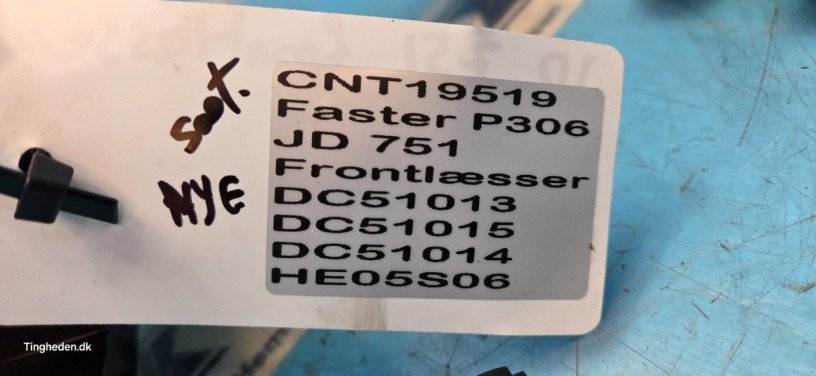 sæt.
NYE
CNT19519
Faster P306
JD 751
Frontlæsser
DC51013
DC51015
DC51014
HE05S06
Tingheden.dk